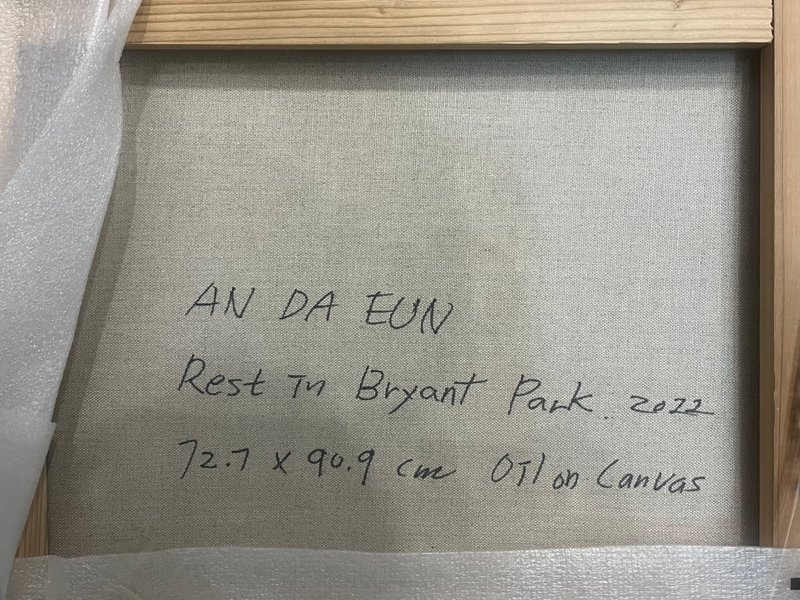 AN DA EUN
Rest In Bryant Park. 2022
72.7 x 90.9 cm Oil on Canvas